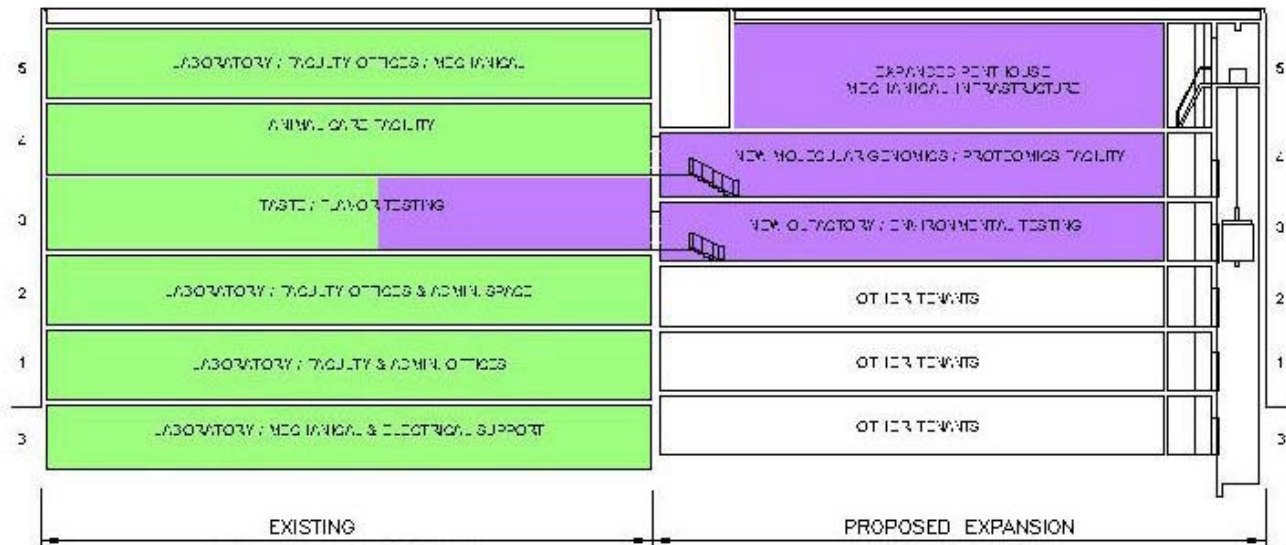 5
LABORATORY / FACULTY OFFICES / MECHANICAL
EXPANDED PENTHOUSE
MECHANICAL INFRASTRUCTURE
5
4
ANIMAL CARE FACILITY
NEW MOLECULAR GENOMICS / PROTEOMICS FACILITY
4
3
TASTE / FLAVOR TESTING
NEW OLFACTORY / ENVIRONMENTAL TESTING
3
2
LABORATORY / FACULTY OFFICES & ADMIN. SPACE
OTHER TENANTS
2
1
LABORATORY / FACULTY & ADMIN. OFFICES
OTHER TENANTS
1
LABORATORY / MECHANICAL & ELECTRICAL SUPPORT
OTHER TENANTS
EXISTING
PROPOSED EXPANSION